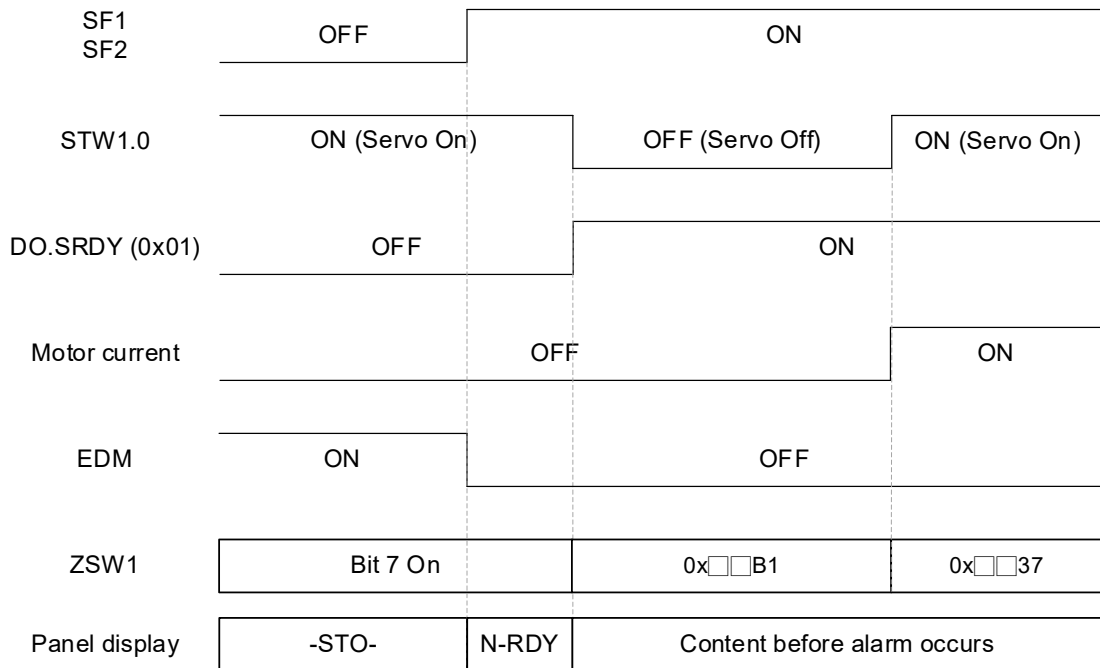 SF1
SF2
OFF
ON
STW1.0
ON (Servo On)
OFF (Servo Off)
ON (Servo On)
DO.SRDY (0x01)
OFF
ON
Motor current
OFF
ON
EDM
ON
OFF
ZSW1
Bit 7 On
0x□□B1
0x□□37
Panel display
-STO-
N-RDY
Content before alarm occurs